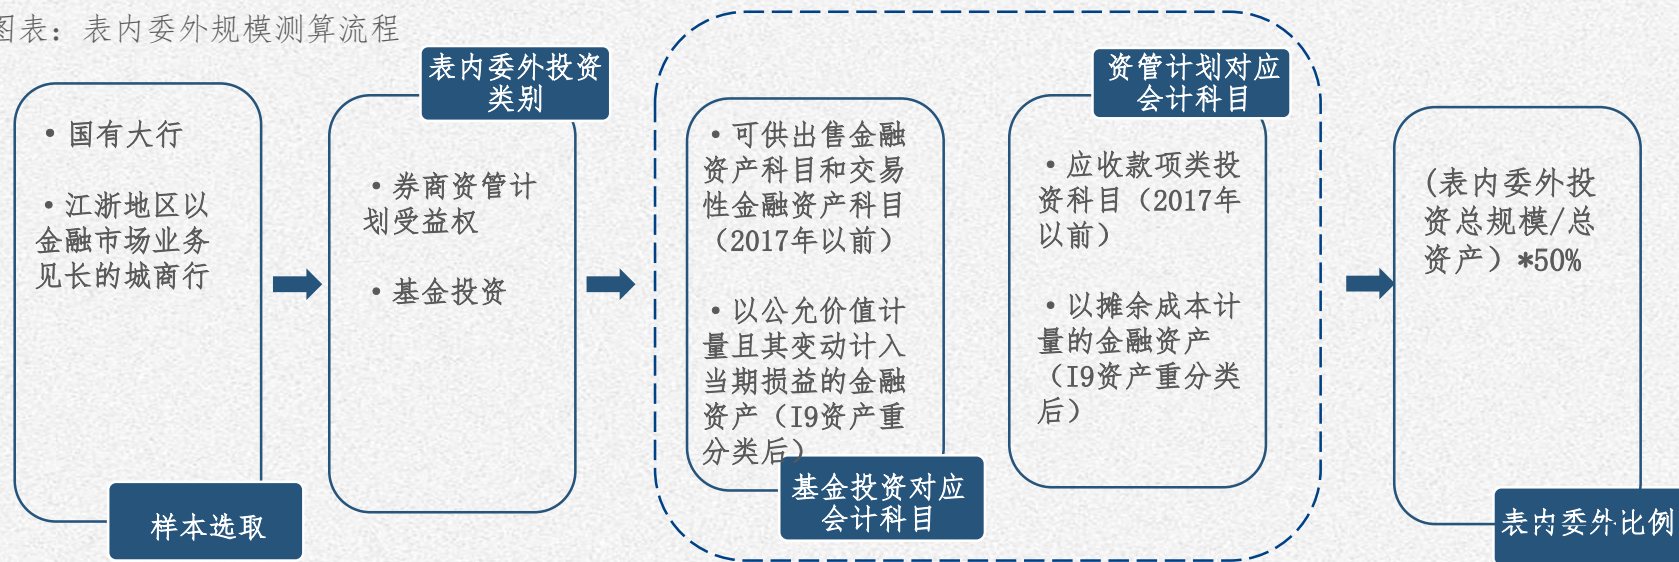 图表：表内委外规模测算流程
• 国有大行
• 江浙地区以
金融市场业务
见长的城商行
样本选取
表内委外投资
类别
• 券商资管计
划受益权
• 基金投资
• 可供出售金融
资产科目和交易
性金融资产科目
（2017年以前）
• 以公允价值计
量且其变动计入
当期损益的金融
资产（I9资产重
分类后）
基金投资对应
会计科目
资管计划对应
会计科目
• 应收款项类投
资科目（2017年
以前）
• 以摊余成本计
量的金融资产
（I9资产重分类
后）
(表内委外投
资总规模/总
资产）*50%
表内委外比例